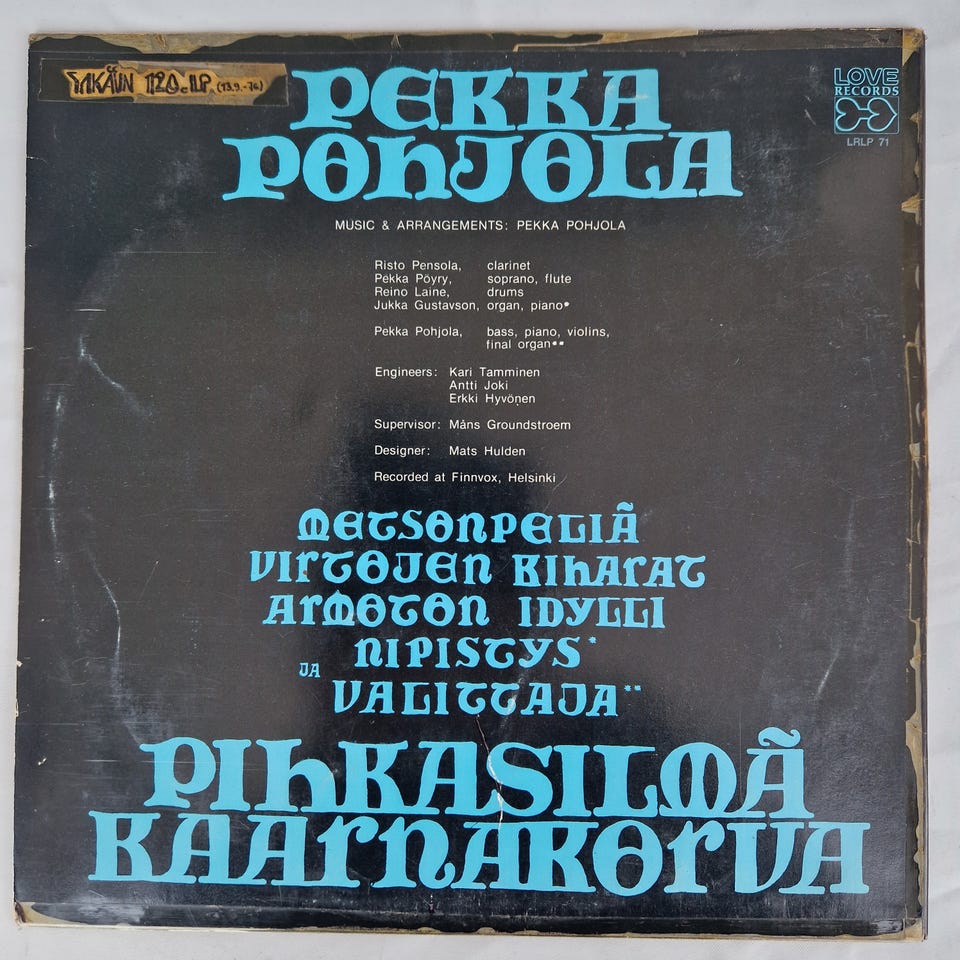 LP (13.9.-76)
LOVE
RECORDS
LRLP 71
PEKKA
POHJOLA
MUSIC & ARRANGEMENTS: PEKKA POHJOLA
Risto Pensola, clarinet
Pekka Pöyry, soprano, flute
Reino Laine, drums
Jukka Gustavson, organ, piano*
Pekka Pohjola, bass, piano, violins,
final organ**
Engineers: Kari Tamminen
Antti Joki
Erkki Hyvönen
Supervisor: Måns Groundstroem
Designer: Mats Hulden
Recorded at Finnvox, Helsinki
METSONPELIÄ
VIRTOJEN KIHARAT
ARMOTON IDYLLI
NIPISTYS*
JA VALITTAJA**
PIHKASILMÄ
KAARNAKORVA